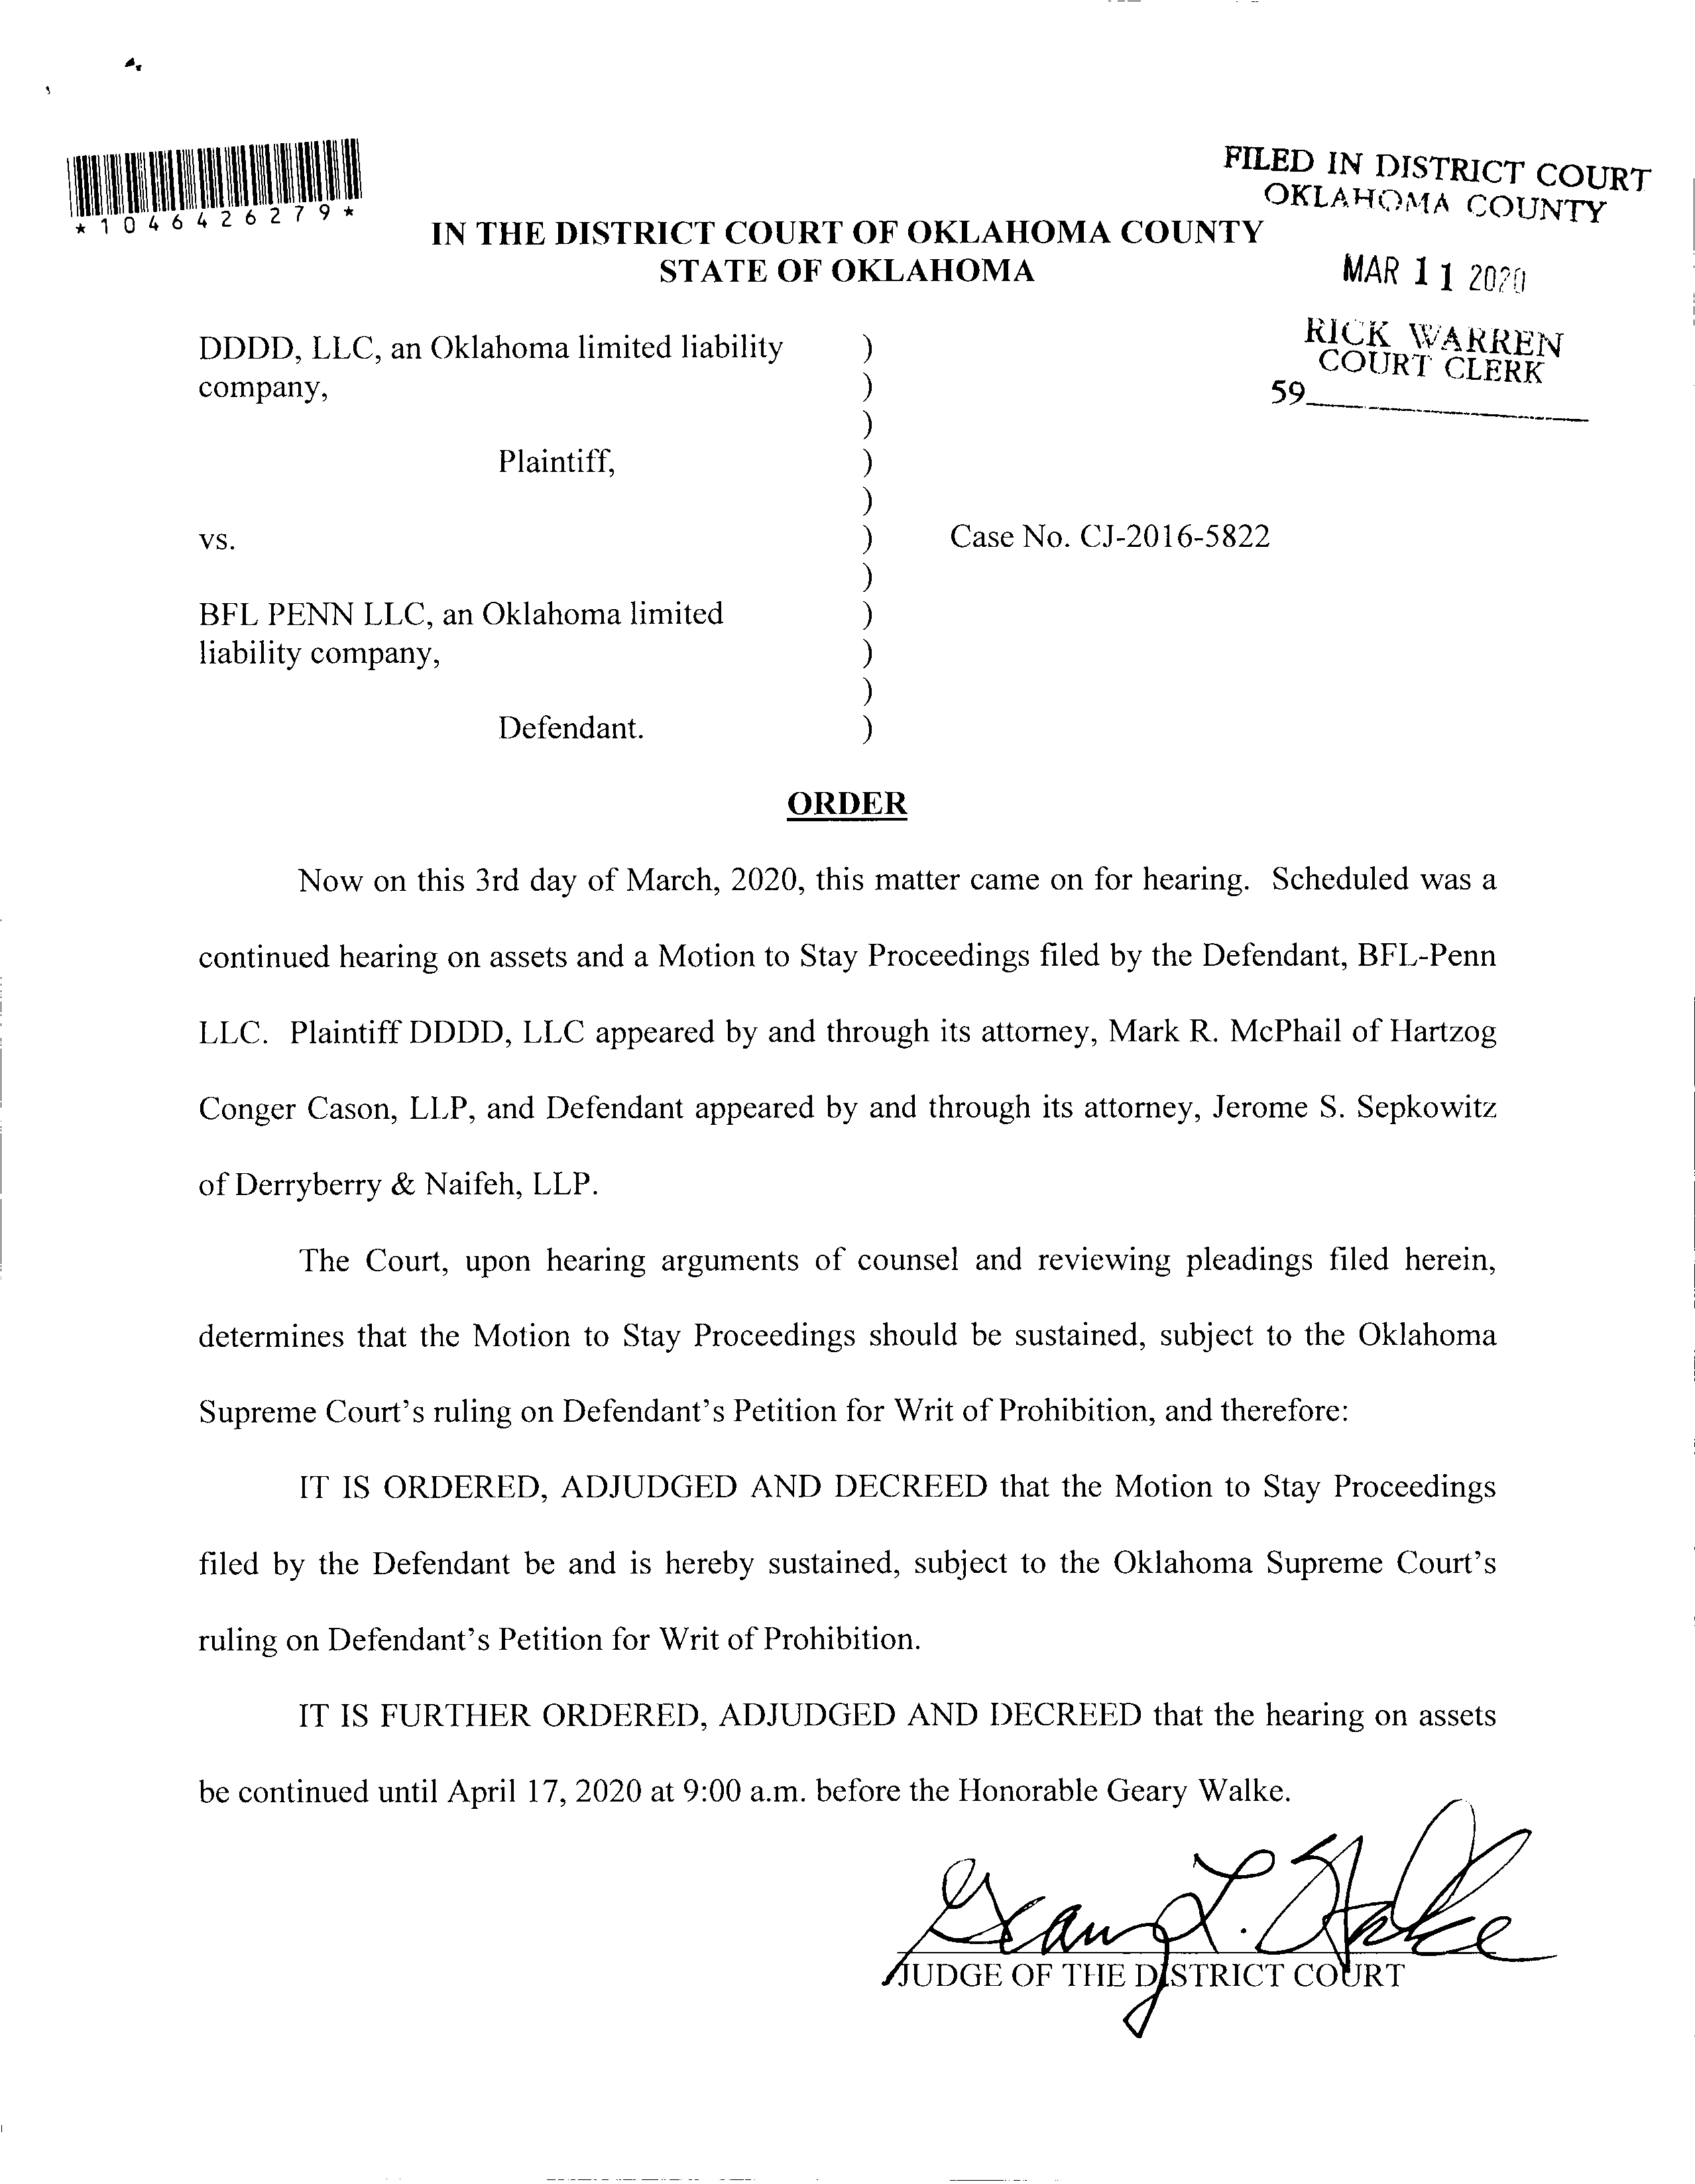 *1046426279*
FILED IN DISTRICT COURT
OKLAHOMA COUNTY
MAR 11 2020
RICK WARREN
COURT CLERK
59
IN THE DISTRICT COURT OF OKLAHOMA COUNTY
STATE OF OKLAHOMA
DDDD, LLC, an Oklahoma limited liability )
company, )
)
Plaintiff, )
)
vs. ) Case No. CJ-2016-5822
)
BFL PENN LLC, an Oklahoma limited )
liability company, )
)
Defendant. )
ORDER
Now on this 3rd day of March, 2020, this matter came on for hearing. Scheduled was a
continued hearing on assets and a Motion to Stay Proceedings filed by the Defendant, BFL-Penn
LLC. Plaintiff DDDD, LLC appeared by and through its attorney, Mark R. McPhail of Hartzog
Conger Cason, LLP, and Defendant appeared by and through its attorney, Jerome S. Sepkowitz
of Derryberry & Naifeh, LLP.
The Court, upon hearing arguments of counsel and reviewing pleadings filed herein,
determines that the Motion to Stay Proceedings should be sustained, subject to the Oklahoma
Supreme Court's ruling on Defendant's Petition for Writ of Prohibition, and therefore:
IT IS ORDERED, ADJUDGED AND DECREED that the Motion to Stay Proceedings
filed by the Defendant be and is hereby sustained, subject to the Oklahoma Supreme Court's
ruling on Defendant's Petition for Writ of Prohibition.
IT IS FURTHER ORDERED, ADJUDGED AND DECREED that the hearing on assets
be continued until April 17, 2020 at 9:00 a.m. before the Honorable Geary Walke.
Geary L. Walke
JUDGE OF THE DISTRICT COURT